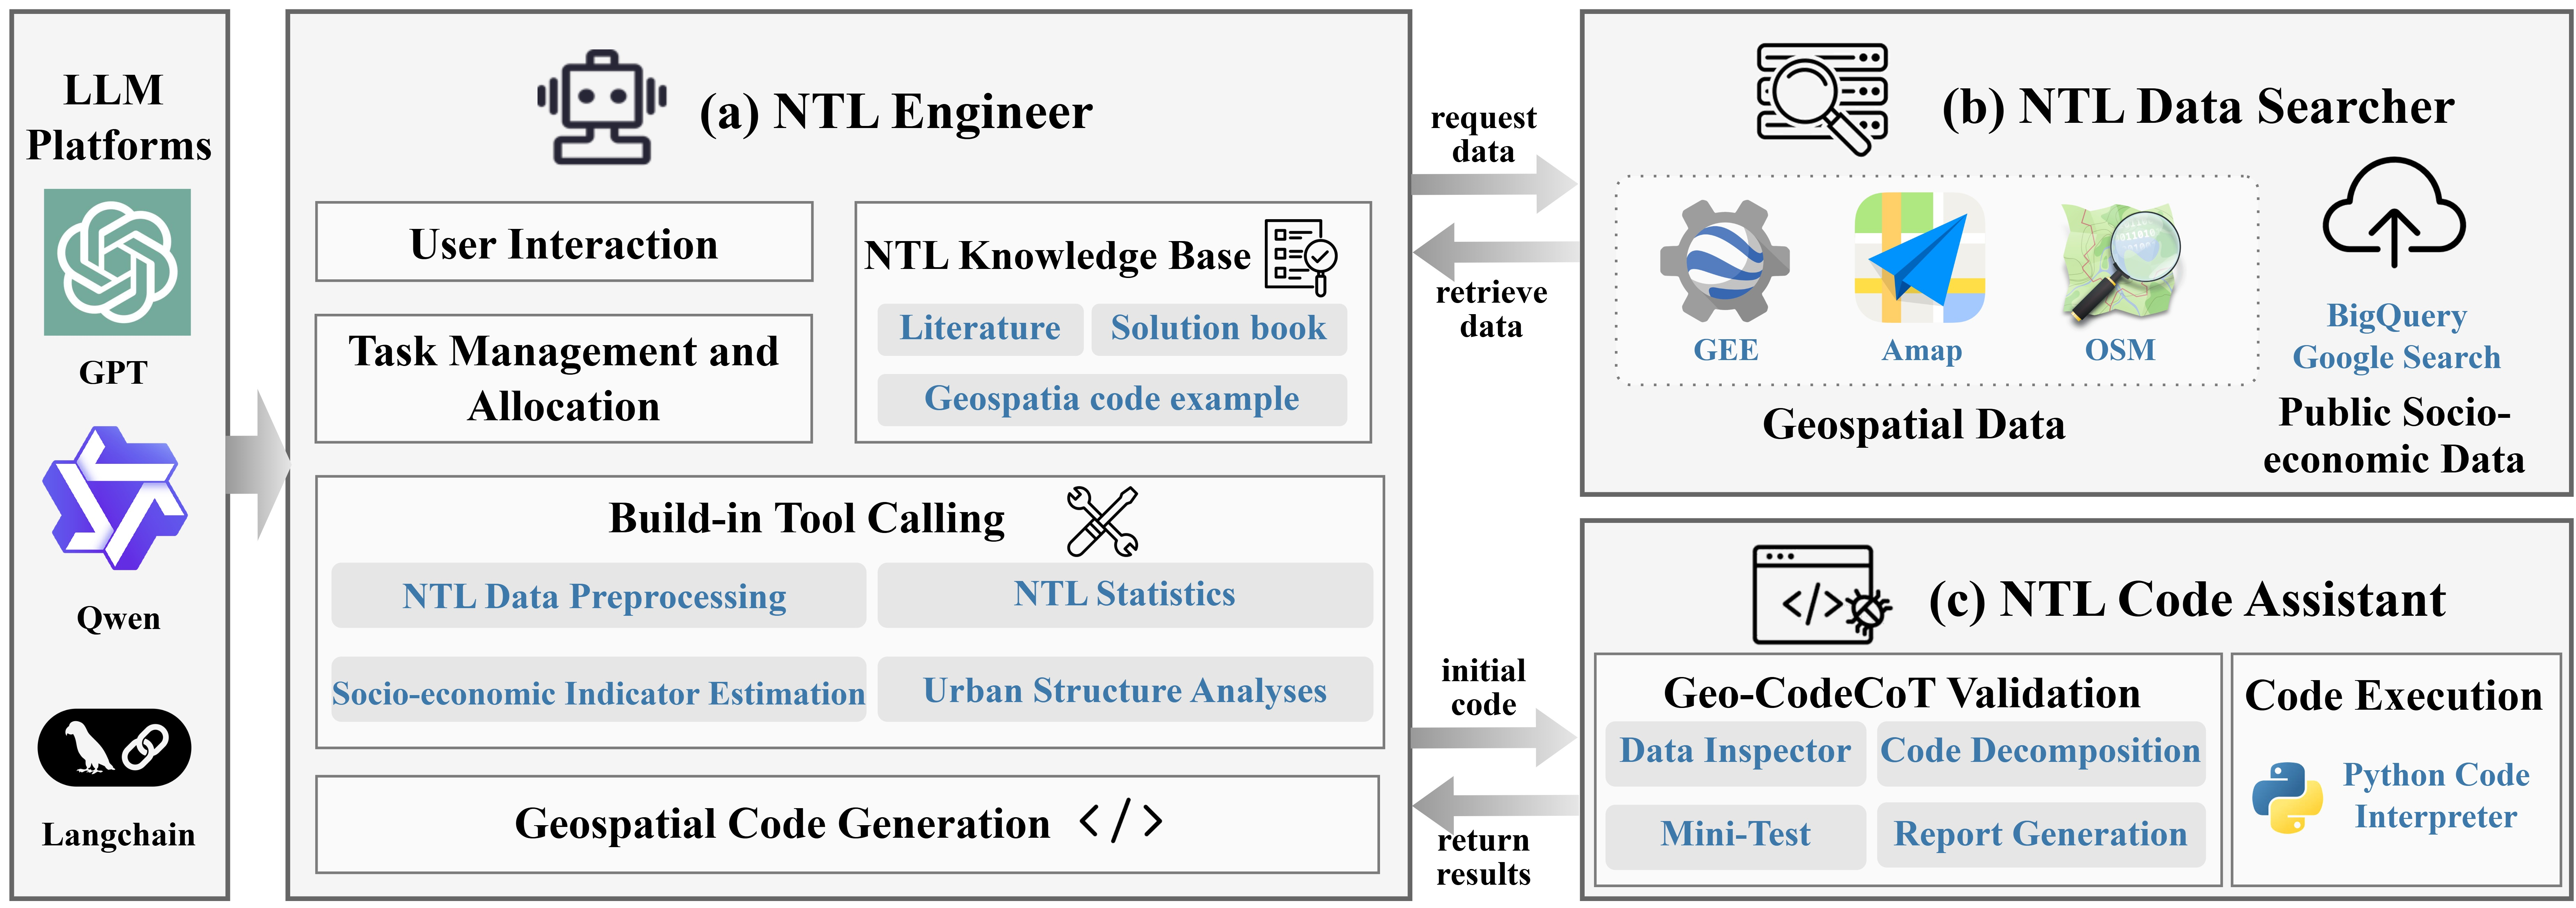 LLM
Platforms
GPT
Qwen
Langchain
(a) NTL Engineer
User Interaction
Task Management and
Allocation
NTL Knowledge Base
Literature
Solution book
Geospatia code example
Build-in Tool Calling
NTL Data Preprocessing
NTL Statistics
Socio-economic Indicator Estimation
Urban Structure Analyses
Geospatial Code Generation </>
request
data
retrieve
data
initial
code
return
results
(b) NTL Data Searcher
GEE
Amap
OSM
Geospatial Data
BigQuery
Google Search
Public Socio-
economic Data
(c) NTL Code Assistant
</>
Geo-CodeCoT Validation
Data Inspector
Code Decomposition
Mini-Test
Report Generation
Code Execution
Python Code
Interpreter